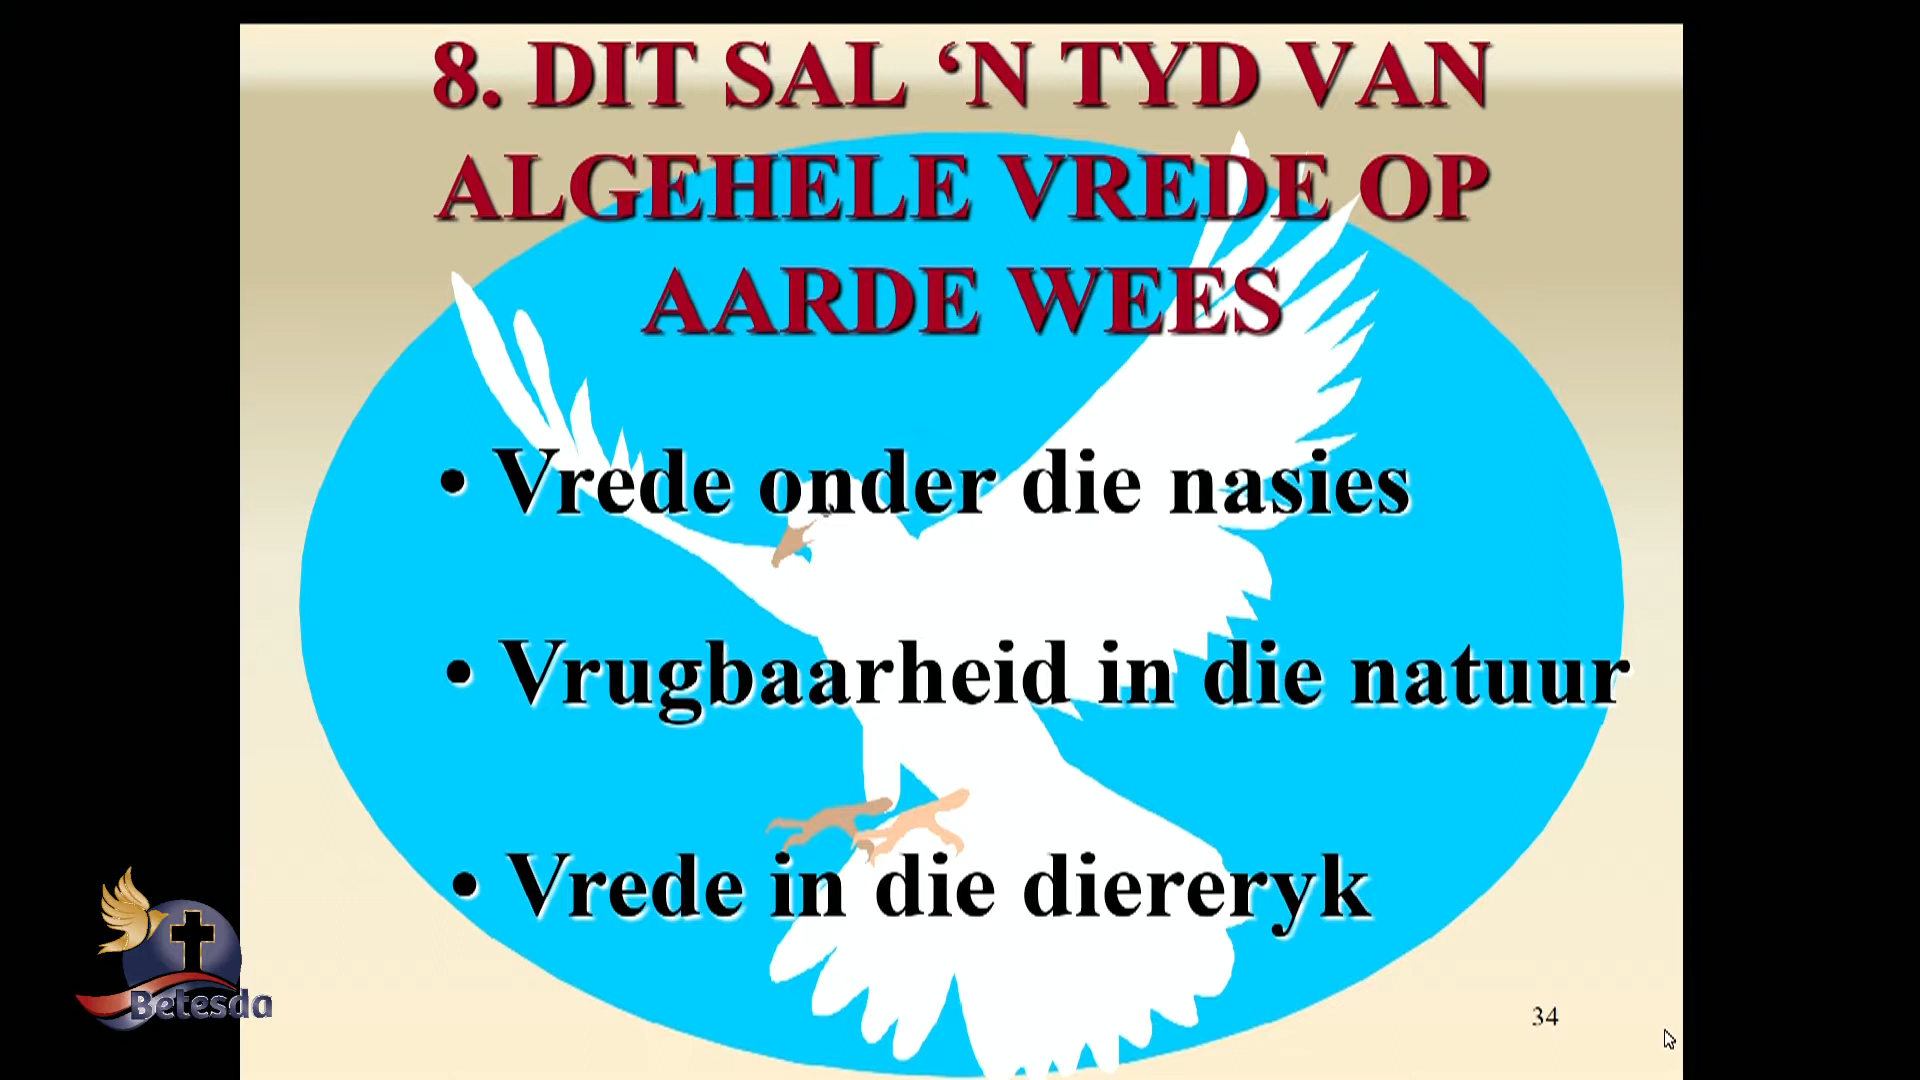 8. DIT SAL ‘N TYD VAN
ALGEHELE VREDE OP
AARDE WEES
• Vrede onder die nasies
• Vrugbaarheid in die natuur
• Vrede in die diereryk
Betesda
34